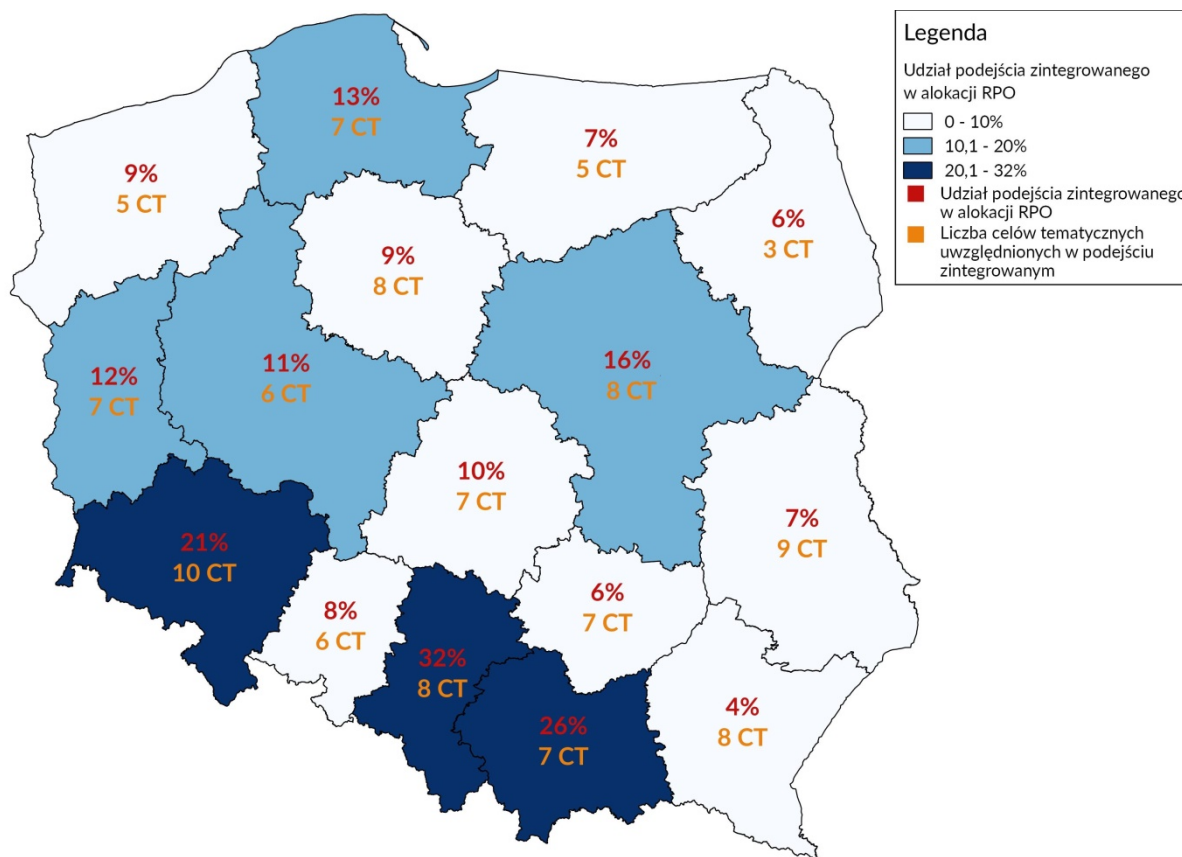 Legenda
Udział podejścia zintegrowanego
w alokacji RPO
0 - 10%
10,1 - 20%
20,1 - 32%
Udział podejścia zintegrowanego
w alokacji RPO
Liczba celów tematycznych
uwzględnionych w podejściu
zintegrowanym
13%
7 CT
7%
5 CT
9%
5 CT
6%
3 CT
9%
8 CT
16%
8 CT
11%
6 CT
12%
7 CT
10%
7 CT
7%
9 CT
21%
10 CT
6%
7 CT
8%
6 CT
32%
8 CT
26%
7 CT
4%
8 CT